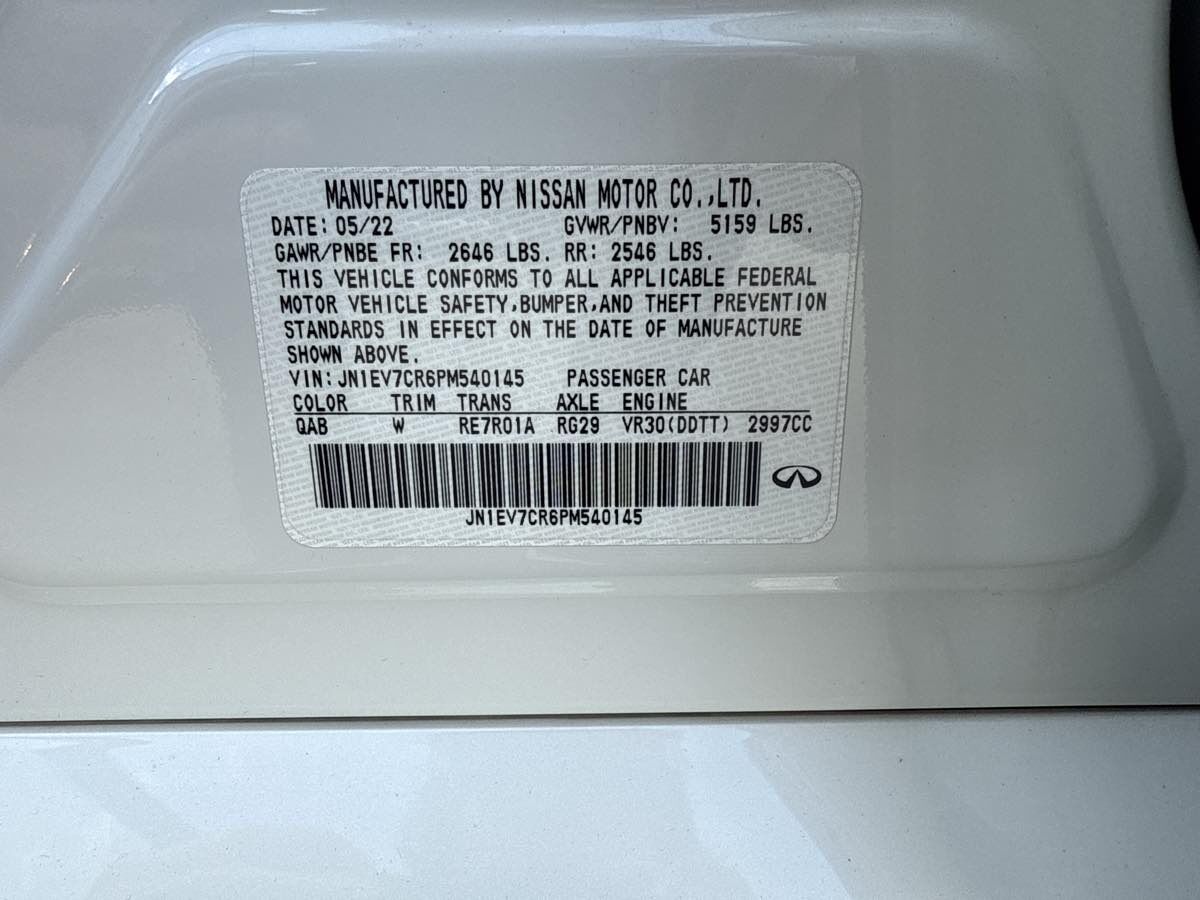 MANUFACTURED BY NISSAN MOTOR CO.,LTD.
DATE: 05/22 GVWR/PNBV: 5159 LBS.
GAWR/PNBE FR: 2646 LBS. RR: 2546 LBS.
THIS VEHICLE CONFORMS TO ALL APPLICABLE FEDERAL
MOTOR VEHICLE SAFETY,BUMPER,AND THEFT PREVENTION
STANDARDS IN EFFECT ON THE DATE OF MANUFACTURE
SHOWN ABOVE.
VIN: JN1EV7CR6PM540145 PASSENGER CAR
COLOR TRIM TRANS AXLE ENGINE
QAB W RE7R01A RG29 VR30(DDTT) 2997CC
JN1EV7CR6PM540145